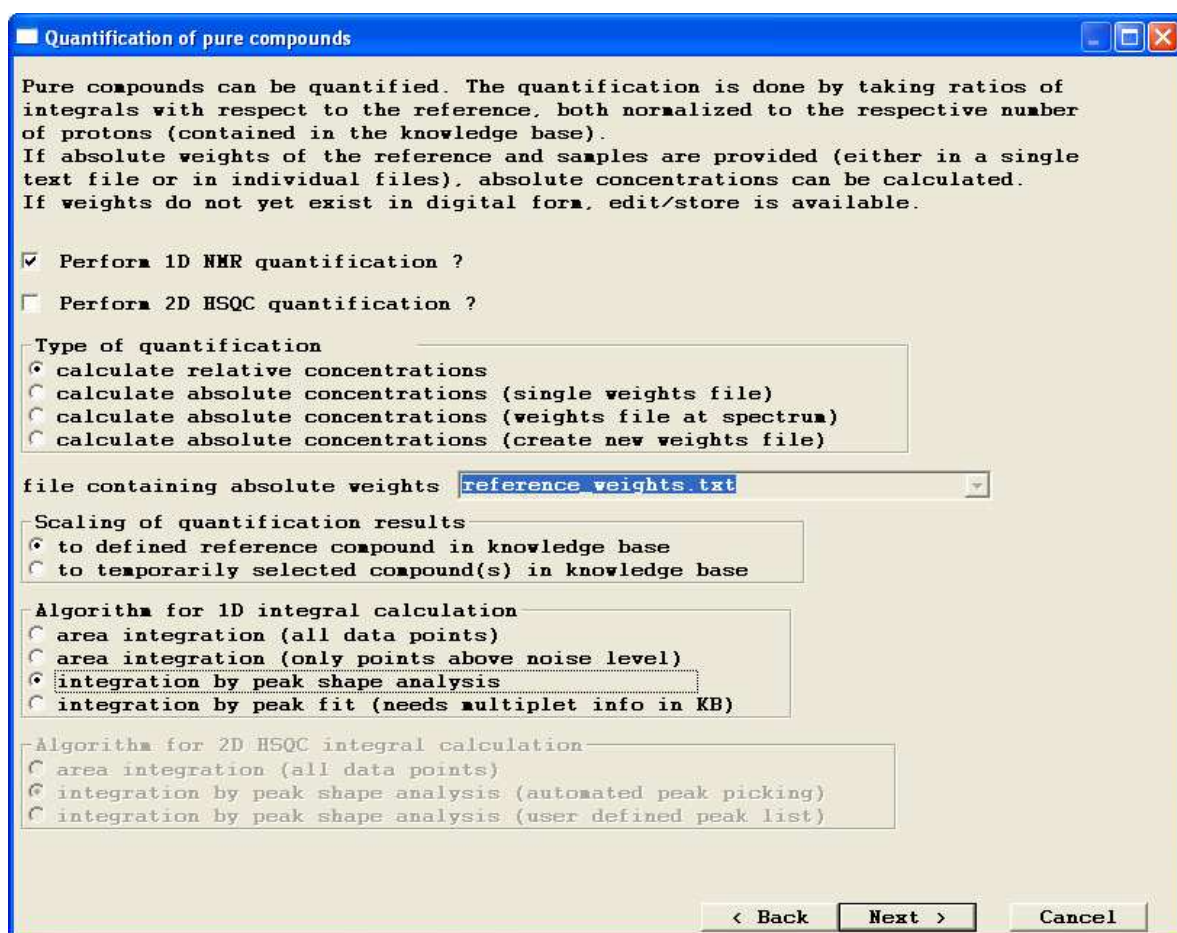 Quantification of pure compounds
Pure compounds can be quantified. The quantification is done by taking ratios of
integrals with respect to the reference, both normalized to the respective number
of protons (contained in the knowledge base).
If absolute weights of the reference and samples are provided (either in a single
text file or in individual files), absolute concentrations can be calculated.
If weights do not yet exist in digital form, edit/store is available.
Perform 1D NMR quantification ?
Perform 2D HSQC quantification ?
Type of quantification
calculate relative concentrations
calculate absolute concentrations (single weights file)
calculate absolute concentrations (weights file at spectrum)
calculate absolute concentrations (create new weights file)
file containing absolute weights reference_weights.txt
Scaling of quantification results
to defined reference compound in knowledge base
to temporarily selected compound(s) in knowledge base
Algorithm for 1D integral calculation
area integration (all data points)
area integration (only points above noise level)
integration by peak shape analysis
integration by peak fit (needs multiplet info in KB)
Algorithm for 2D HSQC integral calculation
area integration (all data points)
integration by peak shape analysis (automated peak picking)
integration by peak shape analysis (user defined peak list)
< Back Next > Cancel